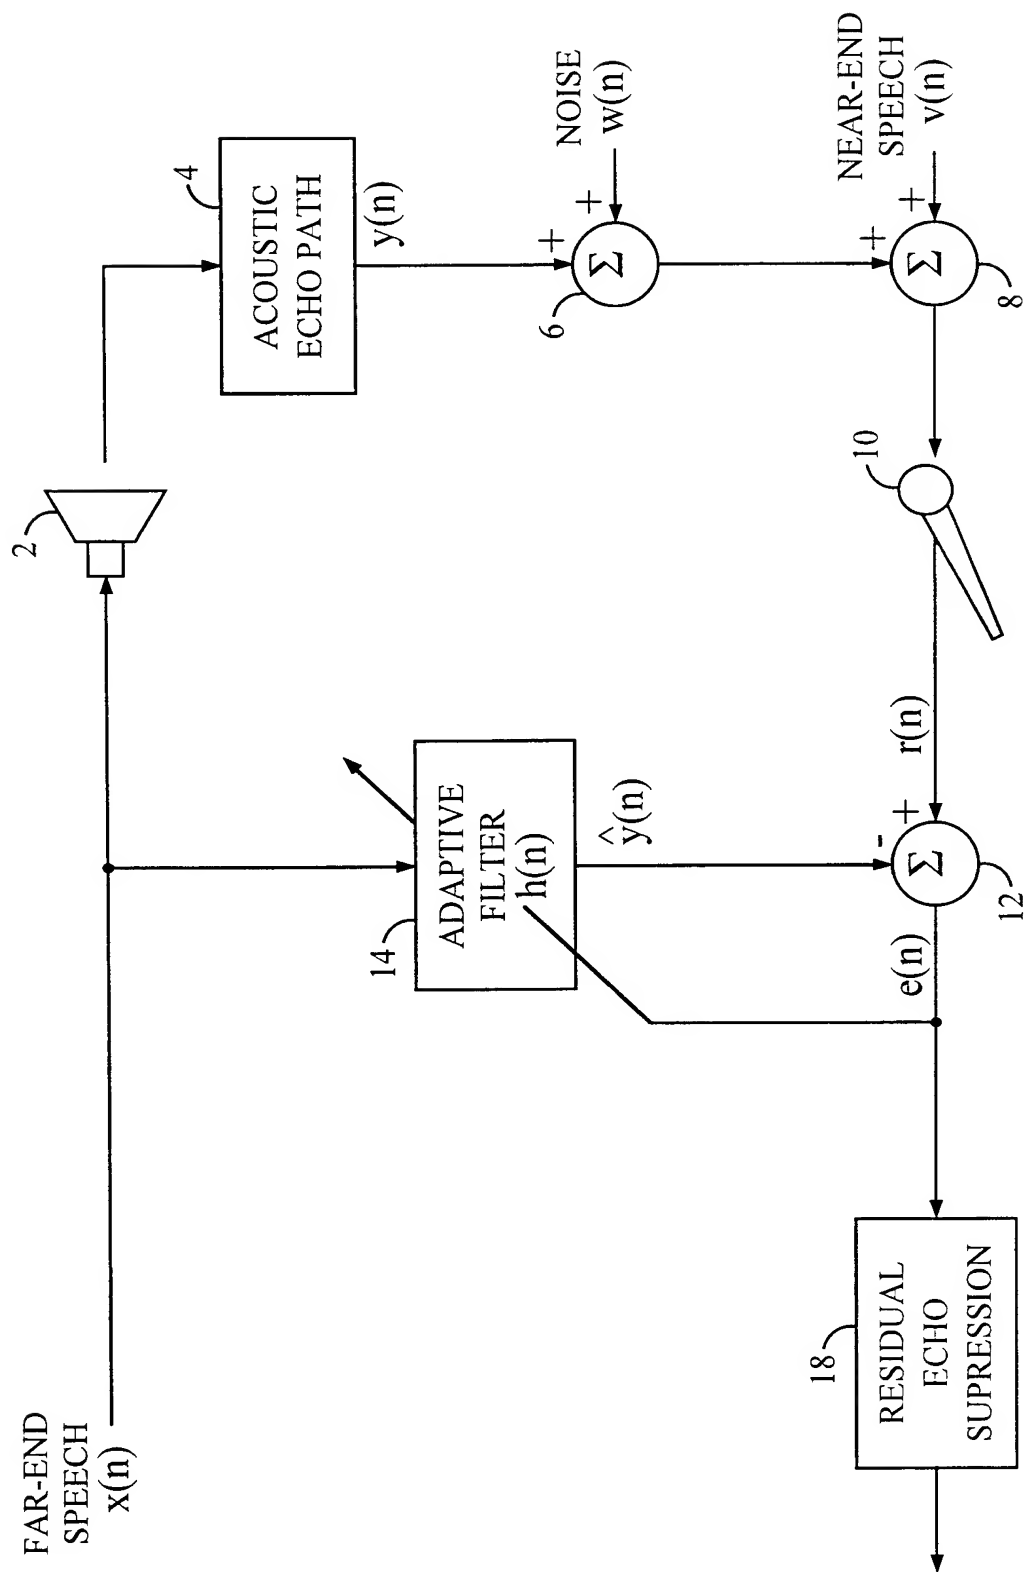 FAR-END
SPEECH
x(n)
2
4
ACOUSTIC
ECHO PATH
y(n)
NOISE
w(n)
+
+
Σ
6
NEAR-END
SPEECH
v(n)
+
+
Σ
8
10
r(n)
14
ADAPTIVE
FILTER
h(n)
ŷ(n)
-
+
Σ
12
e(n)
18
RESIDUAL
ECHO
SUPRESSION